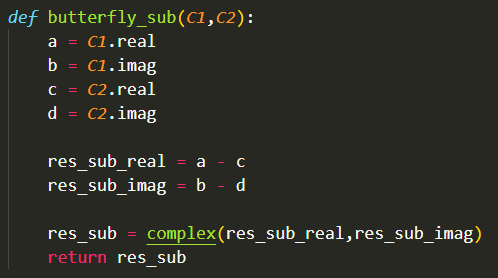 def butterfly_sub(C1,C2):
    a = C1.real
    b = C1.imag
    c = C2.real
    d = C2.imag

    res_sub_real = a - c
    res_sub_imag = b - d

    res_sub = complex(res_sub_real,res_sub_imag)
    return res_sub